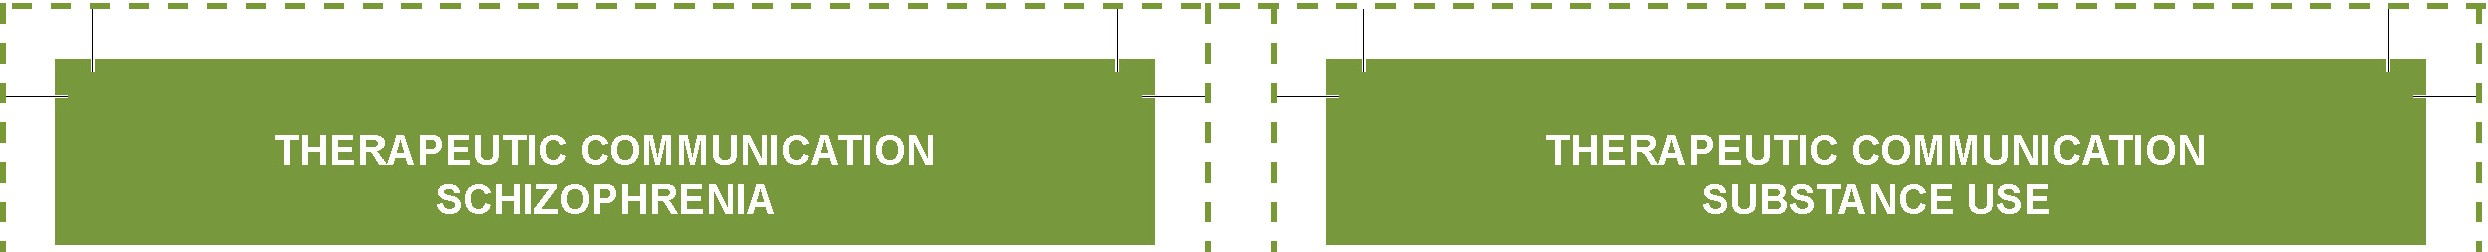 THERAPEUTIC COMMUNICATION
SCHIZOPHRENIA
THERAPEUTIC COMMUNICATION
SUBSTANCE USE